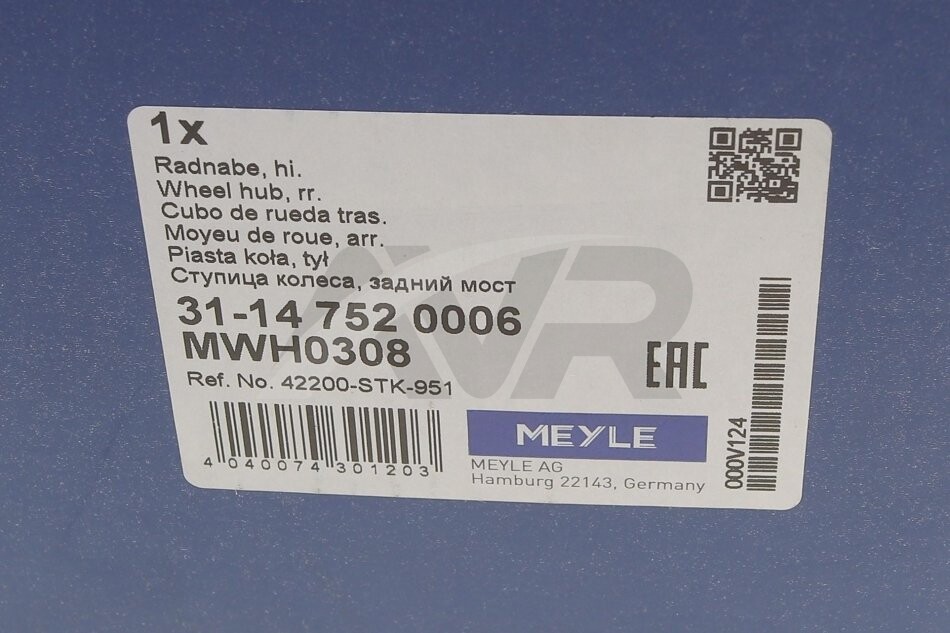 1x
Radnabe, hi.
Wheel hub, rr.
Cubo de rueda tras.
Moyeu de roue, arr.
Piasta koła, tył
Ступица колеса, задний мост
31-14 752 0006
MWH0308
Ref. No. 42200-STK-951
4 040074 301203
EAC
MEYLE
MEYLE AG
Hamburg 22143, Germany
000V124
NVR